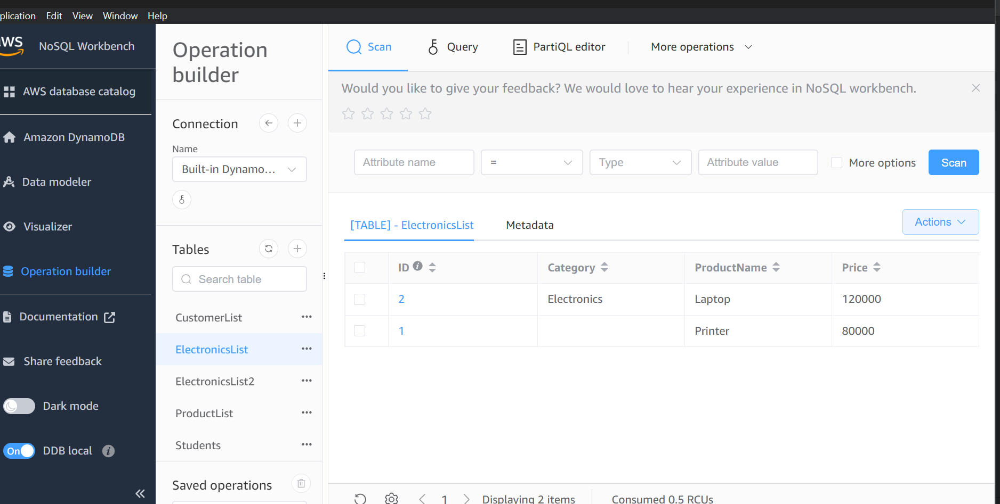 plication Edit View Window Help
aws NoSQL Workbench
AWS database catalog
Amazon DynamoDB
Data modeler
Visualizer
Operation builder
Documentation
Share feedback
Dark mode
On DDB local
Operation
builder
Connection
Name
Built-in Dynamo...
Tables
Search table
CustomerList
ElectronicsList
ElectronicsList2
ProductList
Students
Saved operations
Scan Query PartiQL editor More operations
Would you like to give your feedback? We would love to hear your experience in NoSQL workbench.
Attribute name = Type Attribute value More options Scan
[TABLE] - ElectronicsList Metadata Actions
ID Category ProductName Price
2 Electronics Laptop 120000
1 Printer 80000
1 Displaying 2 items Consumed 0.5 RCUs